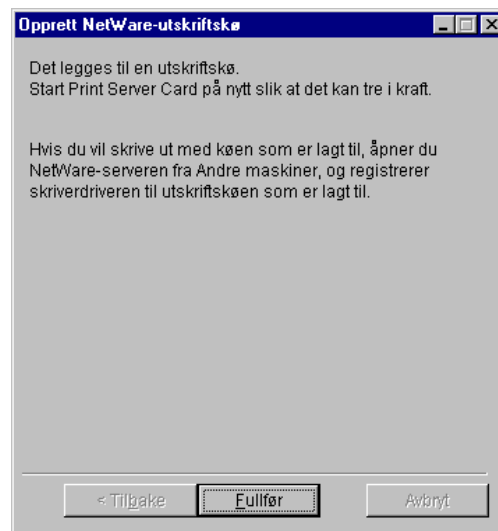 Opprett NetWare-utskriftskø
Det legges til en utskriftskø.
Start Print Server Card på nytt slik at det kan tre i kraft.
Hvis du vil skrive ut med køen som er lagt til, åpner du
NetWare-serveren fra Andre maskiner, og registrerer
skriverdriveren til utskriftskøen som er lagt til.
< Tilbake
Fullfør
Avbryt